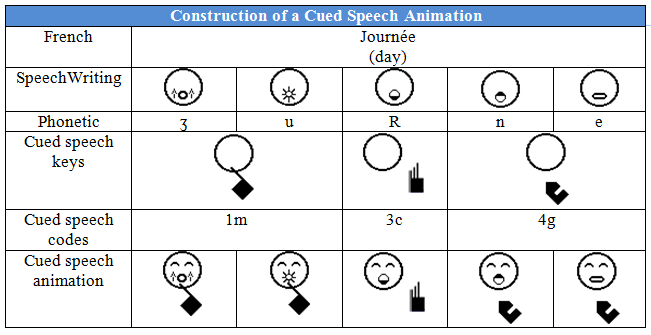 Construction of a Cued Speech Animation
French
Journée
(day)
SpeechWriting
Phonetic
ʒ
u
R
n
e
Cued speech
keys
Cued speech
codes
1m
3c
4g
Cued speech
animation